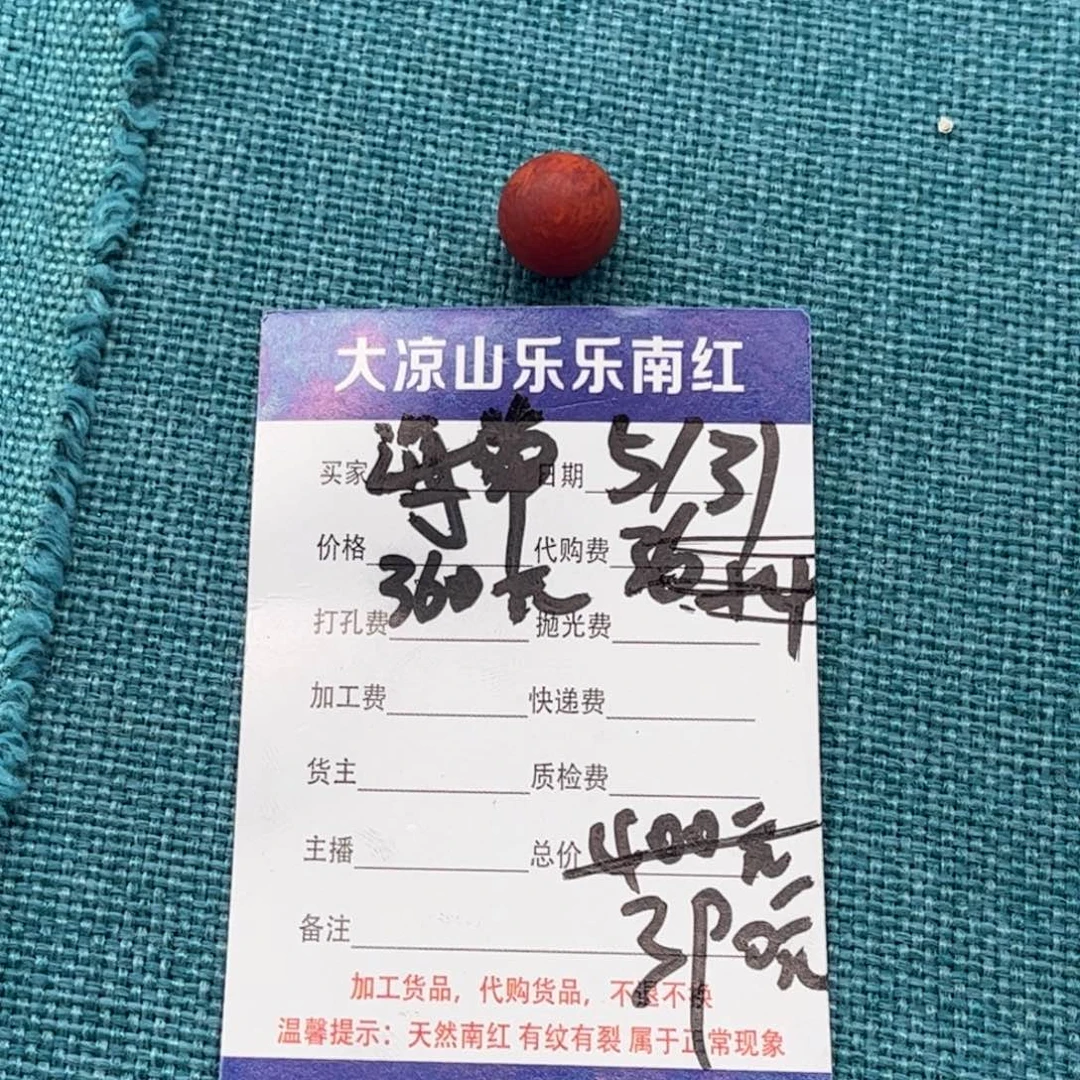 大凉山乐乐南红
买家 海带 日期 5/31
价格 360元 代购费
打孔费 抛光费
加工费 快递费
货主 质检费
主播 总价 400元
备注
加工货品，代购货品，不退不换
温馨提示：天然南红 有纹有裂 属于正常现象